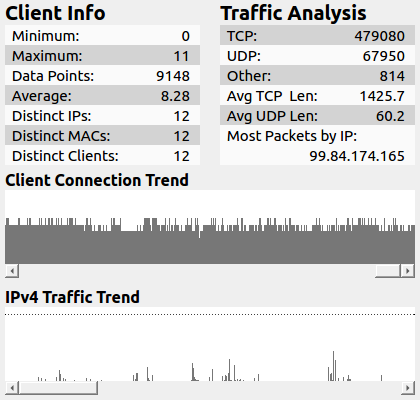 Client Info
Minimum: 0
Maximum: 11
Data Points: 9148
Average: 8.28
Distinct IPs: 12
Distinct MACs: 12
Distinct Clients: 12
Traffic Analysis
TCP: 479080
UDP: 67950
Other: 814
Avg TCP Len: 1425.7
Avg UDP Len: 60.2
Most Packets by IP:
99.84.174.165
Client Connection Trend
IPv4 Traffic Trend